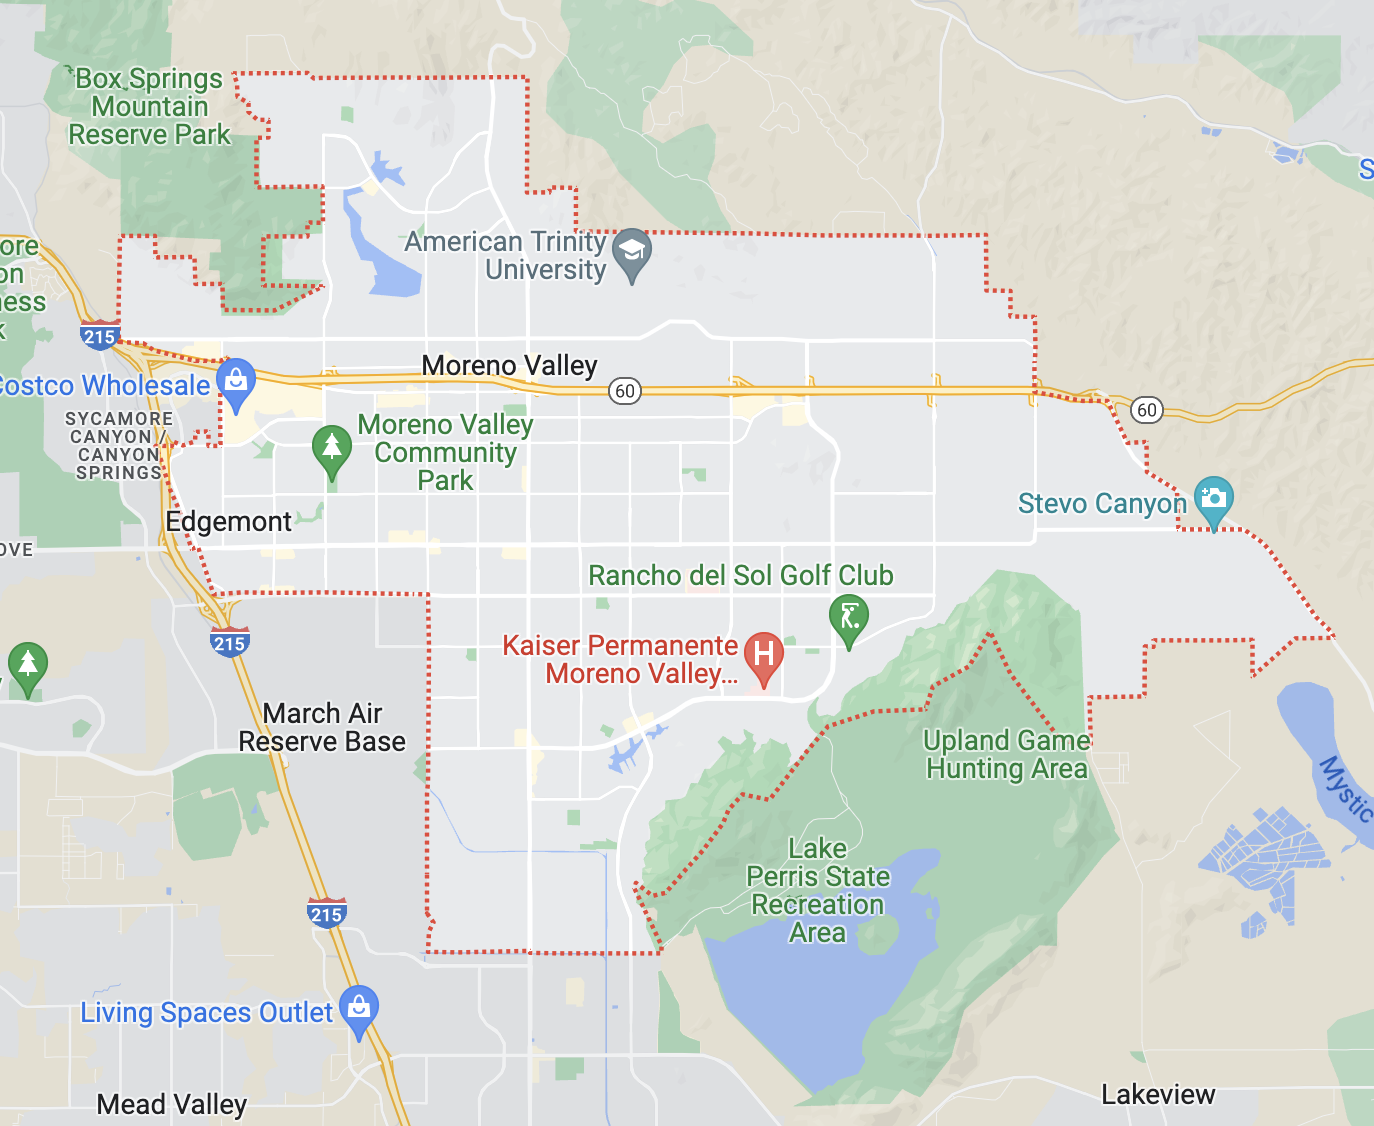 Box Springs
Mountain
Reserve Park
S
American Trinity
University
ore
on
ness
k
215
Moreno Valley
Costco Wholesale
60
60
SYCAMORE
CANYON /
CANYON
SPRINGS
Moreno Valley
Community
Park
Stevo Canyon
Edgemont
OVE
Rancho del Sol Golf Club
215
Kaiser Permanente
Moreno Valley...
H
March Air
Reserve Base
Upland Game
Hunting Area
Mystic
Lake
Perris State
Recreation
Area
215
Living Spaces Outlet
Mead Valley
Lakeview